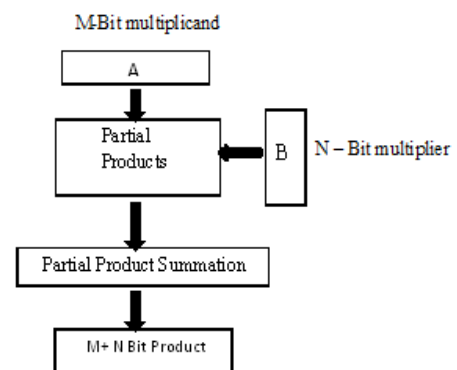 M-Bit multiplicand
A
Partial
Products
B
N – Bit multiplier
Partial Product Summation
M+ N Bit Product